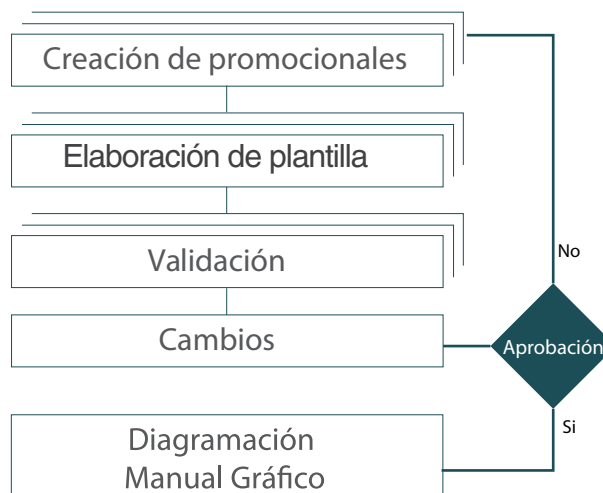 Creación de promocionales
Elaboración de plantilla
Validación
No
Cambios
Aprobación
Si
Diagramación
Manual Gráfico